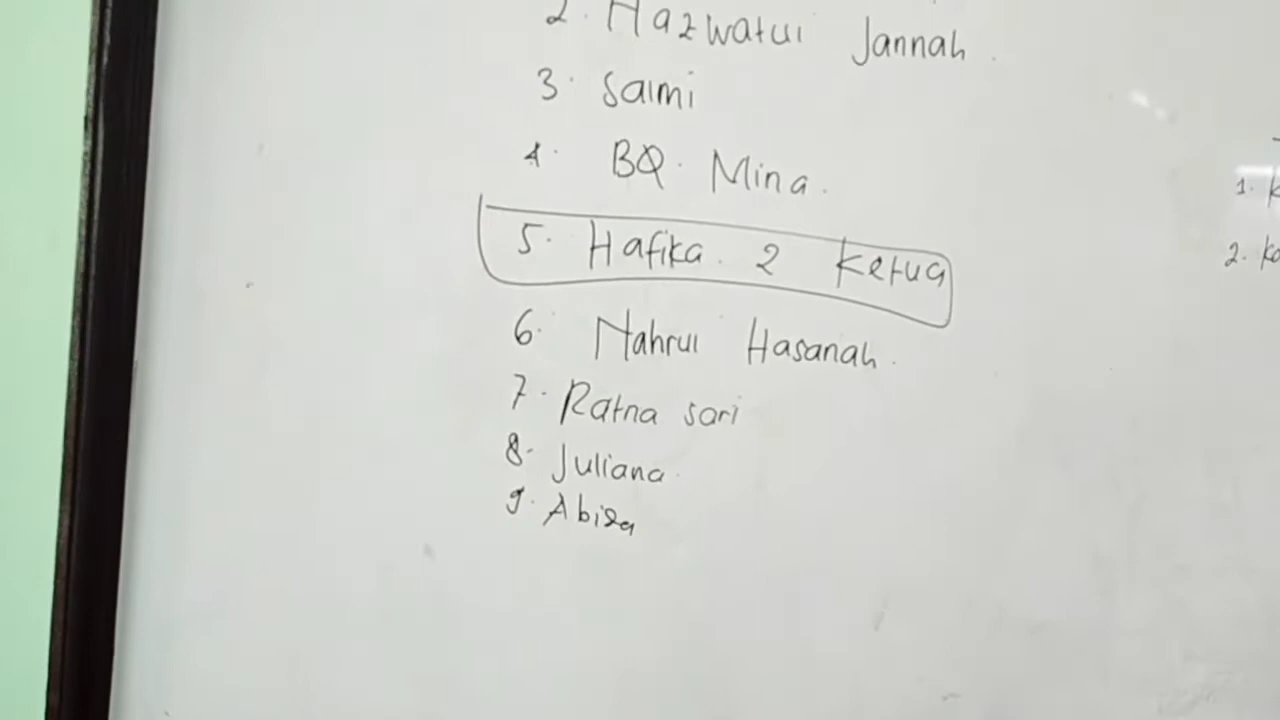 2. Hazwatul Jannah.
3. Saimi
4. BQ. Mina.
5. Hafika. 2 Ketua
6. Nahrul Hasanah.
7. Ratna sari
8. Juliana.
9. Abiza
1.
2.